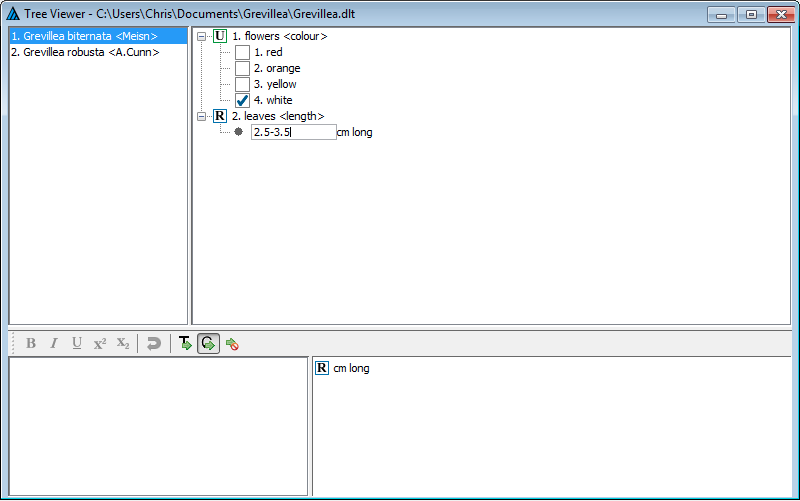 Tree Viewer - C:\Users\Chris\Documents\Grevillea\Grevillea.dlt
1. Grevillea biternata <Meisn>
2. Grevillea robusta <A.Cunn>
U 1. flowers <colour>
1. red
2. orange
3. yellow
4. white
R 2. leaves <length>
2.5-3.5 cm long
B I U x² x₂ T
R cm long